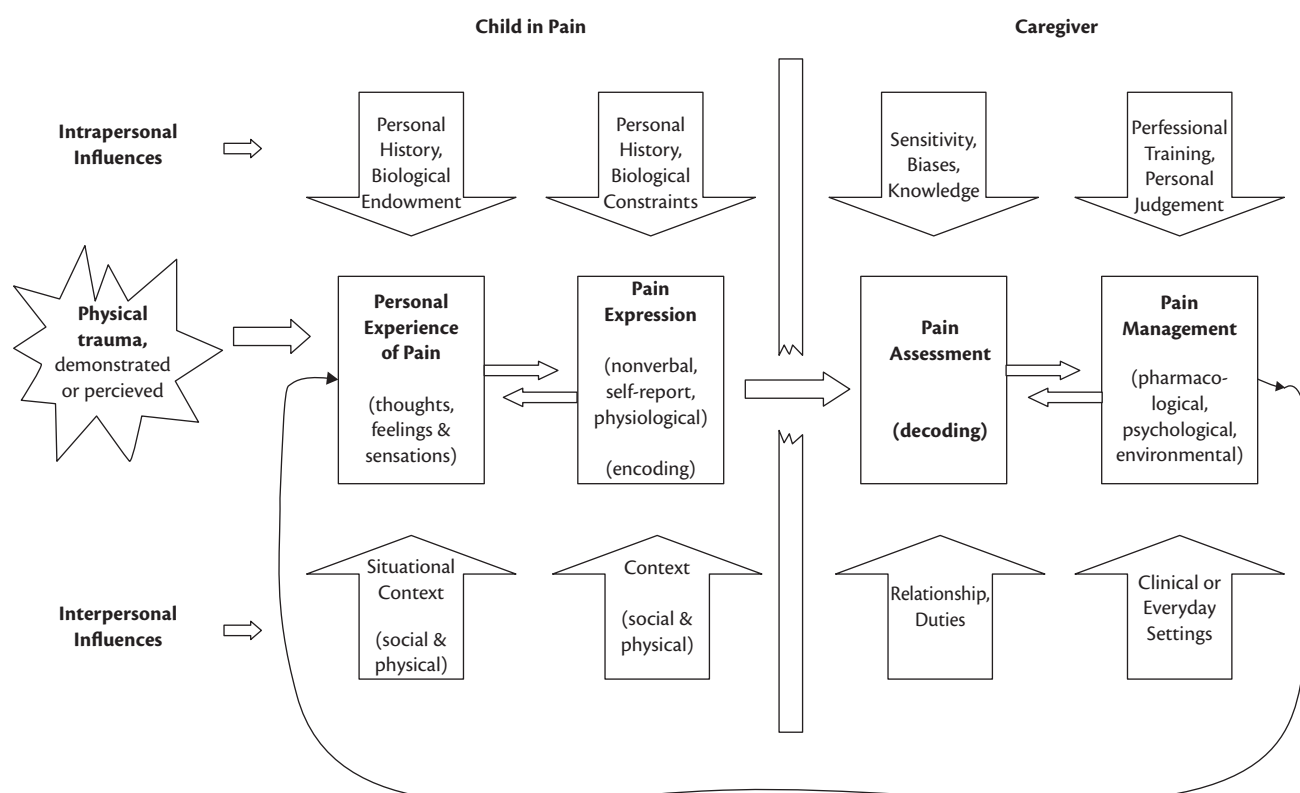 Child in Pain
Caregiver
Intrapersonal
Influences
Personal
History,
Biological
Endowment
Personal
History,
Biological
Constraints
Sensitivity,
Biases,
Knowledge
Perfessional
Training,
Personal
Judgement
Physical
trauma,
demonstrated
or percieved
Personal
Experience
of Pain
(thoughts,
feelings &
sensations)
Pain
Expression
(nonverbal,
self-report,
physiological)
(encoding)
Pain
Assessment
(decoding)
Pain
Management
(pharmaco-
logical,
psychological,
environmental)
Interpersonal
Influences
Situational
Context
(social &
physical)
Context
(social &
physical)
Relationship,
Duties
Clinical or
Everyday
Settings